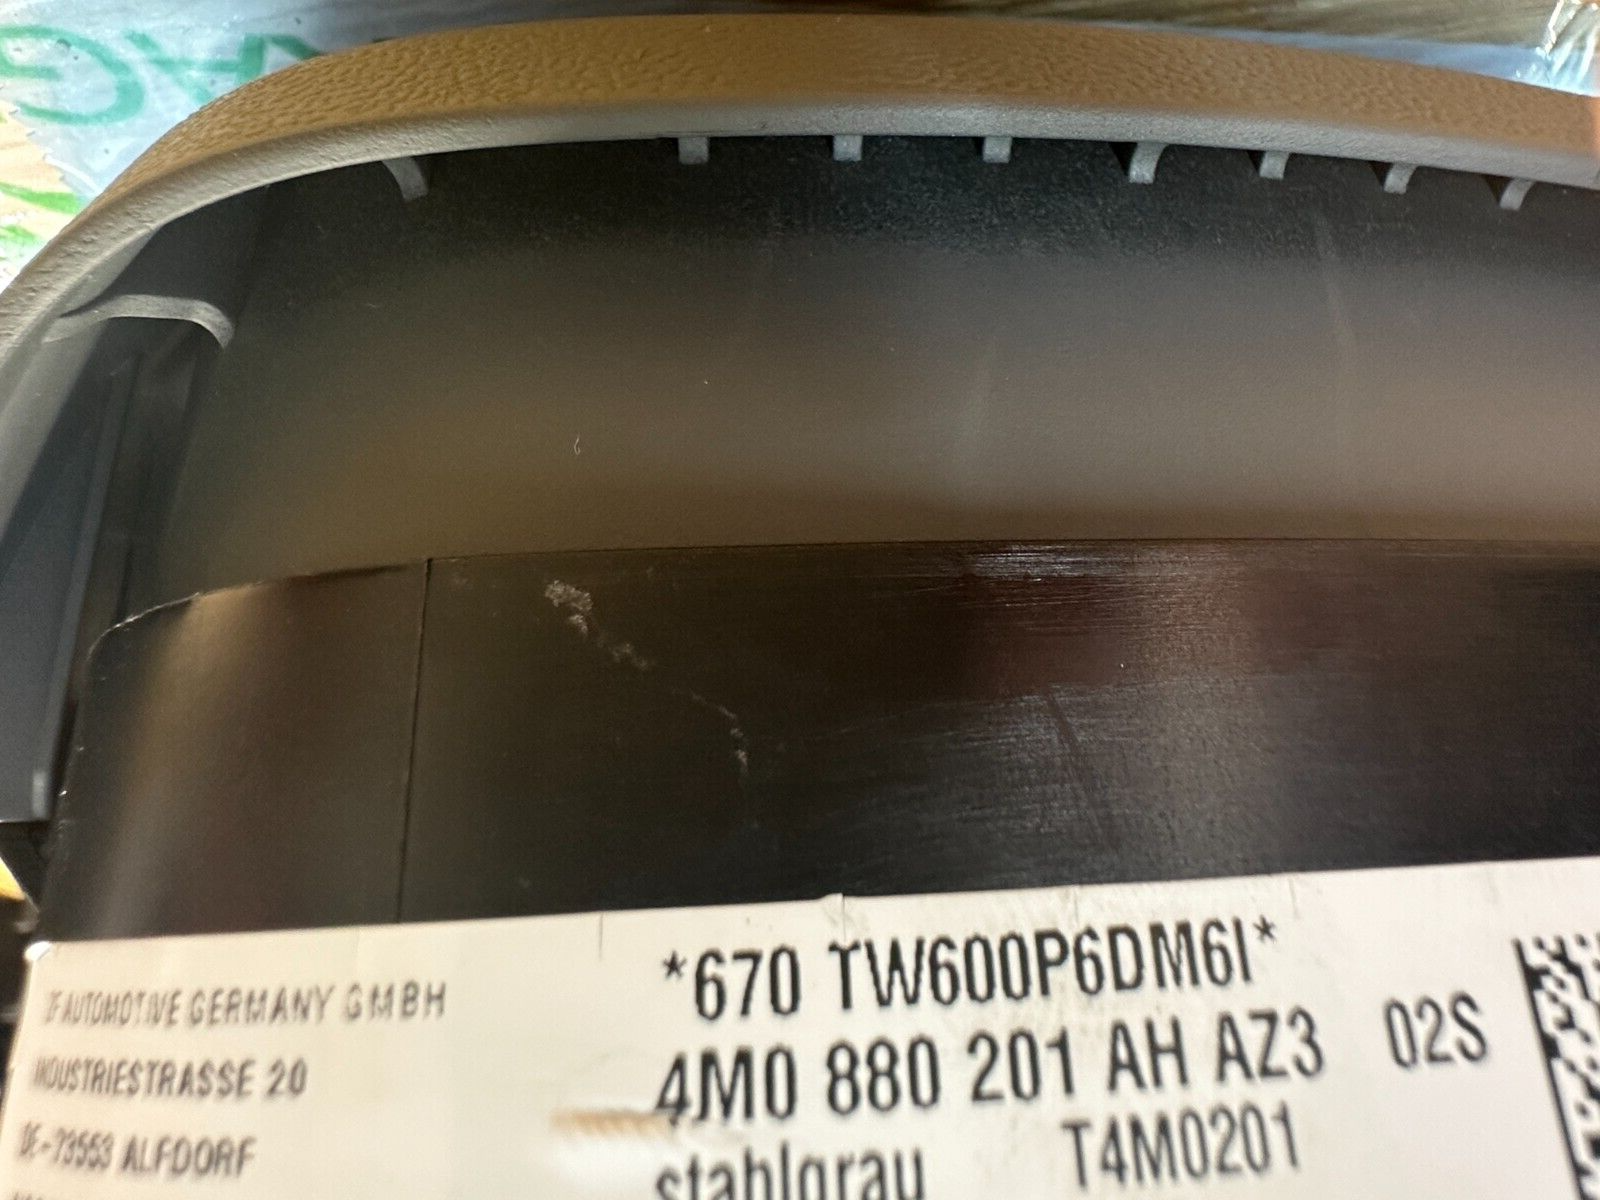 *670 TW600P6DM6I*
ZF AUTOMOTIVE GERMANY GMBH
4M0 880 201 AH AZ3 02S
INDUSTRIESTRASSE 20
stahlgrau T4M0201
DE-73553 ALFDORF